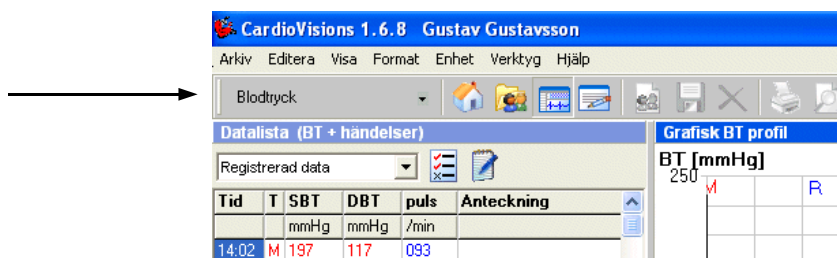 CardioVisions 1.6.8 Gustav Gustavsson
Arkiv Editera Visa Format Enhet Verktyg Hjälp
Blodtryck
Datalista (BT + händelser)
Registrerad data
Tid T SBT DBT puls Anteckning
mmHg mmHg /min
14:02 M 197 117 093
Grafisk BT profil
BT [mmHg]
250
M R